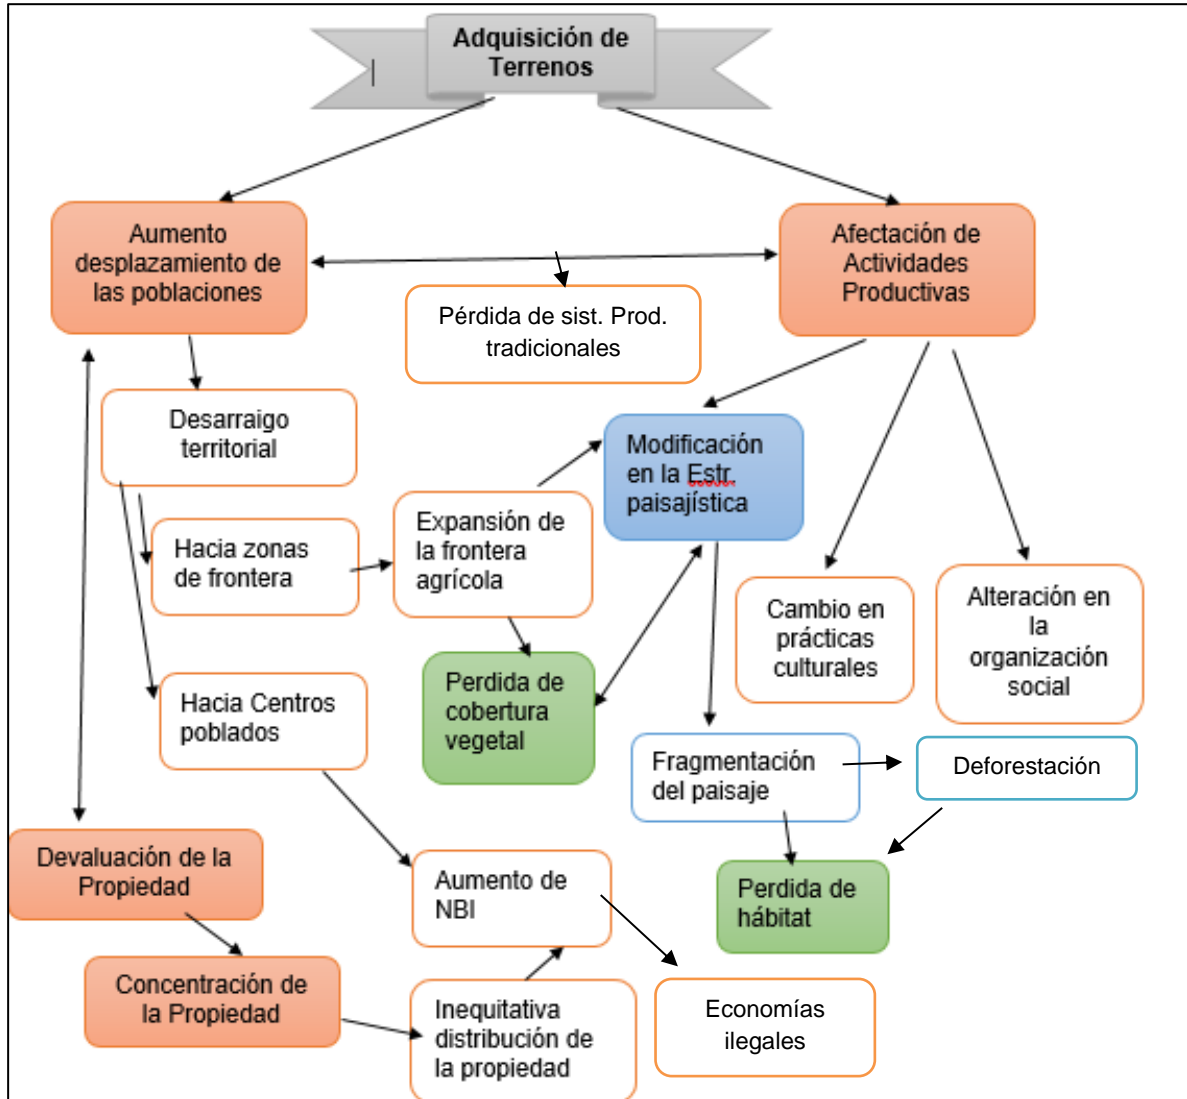 Adquisición de
Terrenos
Aumento
desplazamiento de
las poblaciones
Afectación de
Actividades
Productivas
Pérdida de sist. Prod.
tradicionales
Desarraigo
territorial
Modificación
en la Estr.
paisajística
Hacia zonas
de frontera
Expansión de
la frontera
agrícola
Cambio en
prácticas
culturales
Alteración en
la
organización
social
Hacia Centros
poblados
Perdida de
cobertura
vegetal
Fragmentación
del paisaje
Deforestación
Devaluación de la
Propiedad
Aumento de
NBI
Perdida de
hábitat
Concentración de
la Propiedad
Inequitativa
distribución de
la propiedad
Economías
ilegales